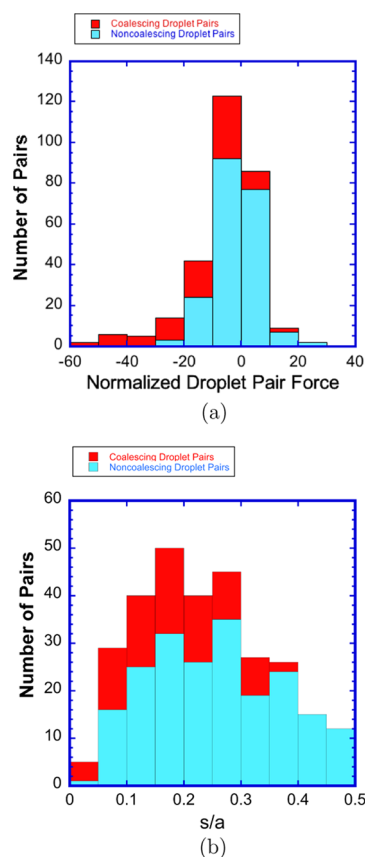 Coalescing Droplet Pairs
Noncoalescing Droplet Pairs
140
120
100
80
60
40
20
0
Number of Pairs
-60 -40 -20 0 20 40
Normalized Droplet Pair Force
(a)
Coalescing Droplet Pairs
Noncoalescing Droplet Pairs
60
50
40
30
20
10
0
Number of Pairs
0 0.1 0.2 0.3 0.4 0.5
s/a
(b)